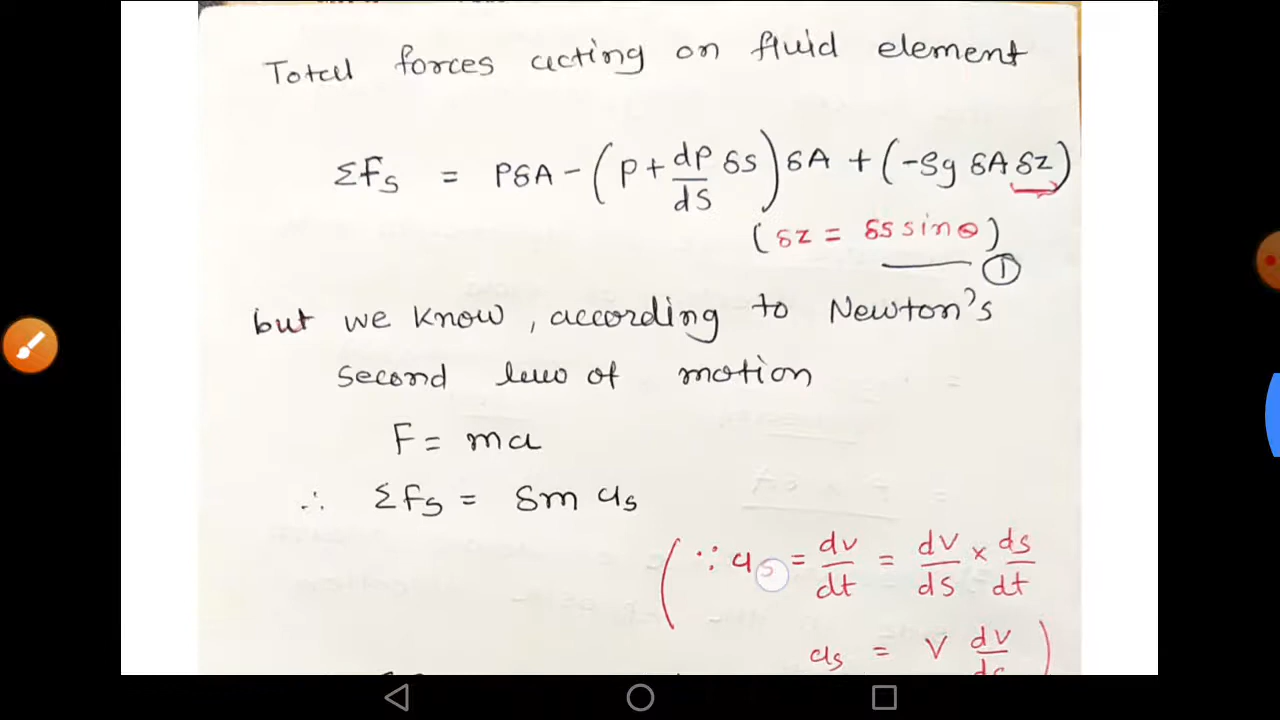 Total forces acting on fluid element
ΣFs = PδA - (P + dP/ds δs) δA + (-ρg δA δz)
(δz = δs sinθ)
①
but we know, according to Newton's
second law of motion
F = ma
∴ ΣFs = δm as
(∵ as = dv/dt = dv/ds × ds/dt
as = V dv/ds)